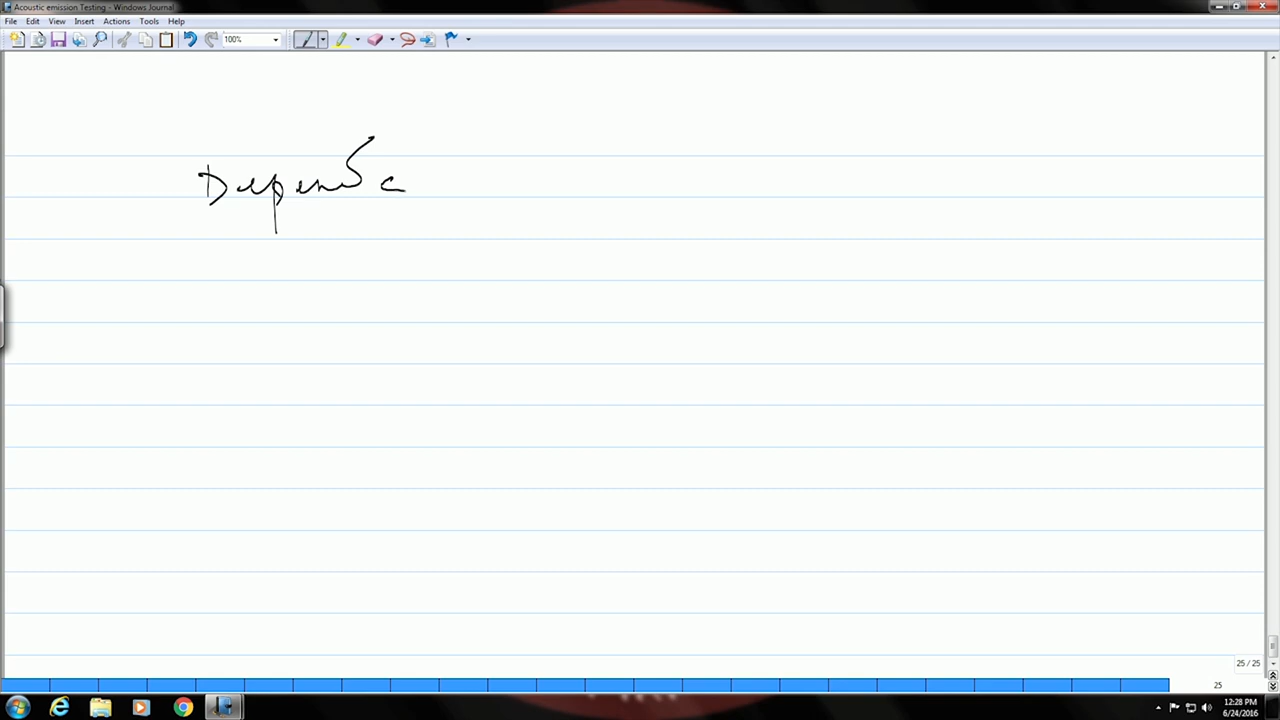 Acoustic emission Testing - Windows Journal
File Edit View Insert Actions Tools Help
100%
Depend c
25 / 25
25
12:28 PM
6/24/2016